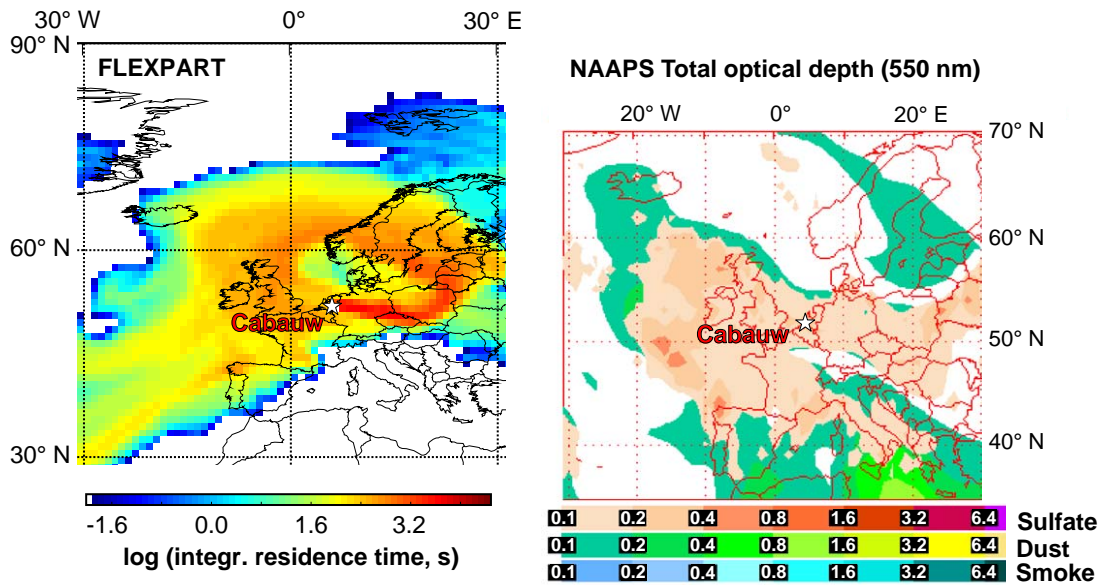 30° W 0° 30° E
90° N
FLEXPART
60° N
Cabauw
30° N
-1.6 0.0 1.6 3.2
log (integr. residence time, s)
NAAPS Total optical depth (550 nm)
20° W 0° 20° E
70° N
60° N
Cabauw
50° N
40° N
0.1 0.2 0.4 0.8 1.6 3.2 6.4 Sulfate
0.1 0.2 0.4 0.8 1.6 3.2 6.4 Dust
0.1 0.2 0.4 0.8 1.6 3.2 6.4 Smoke